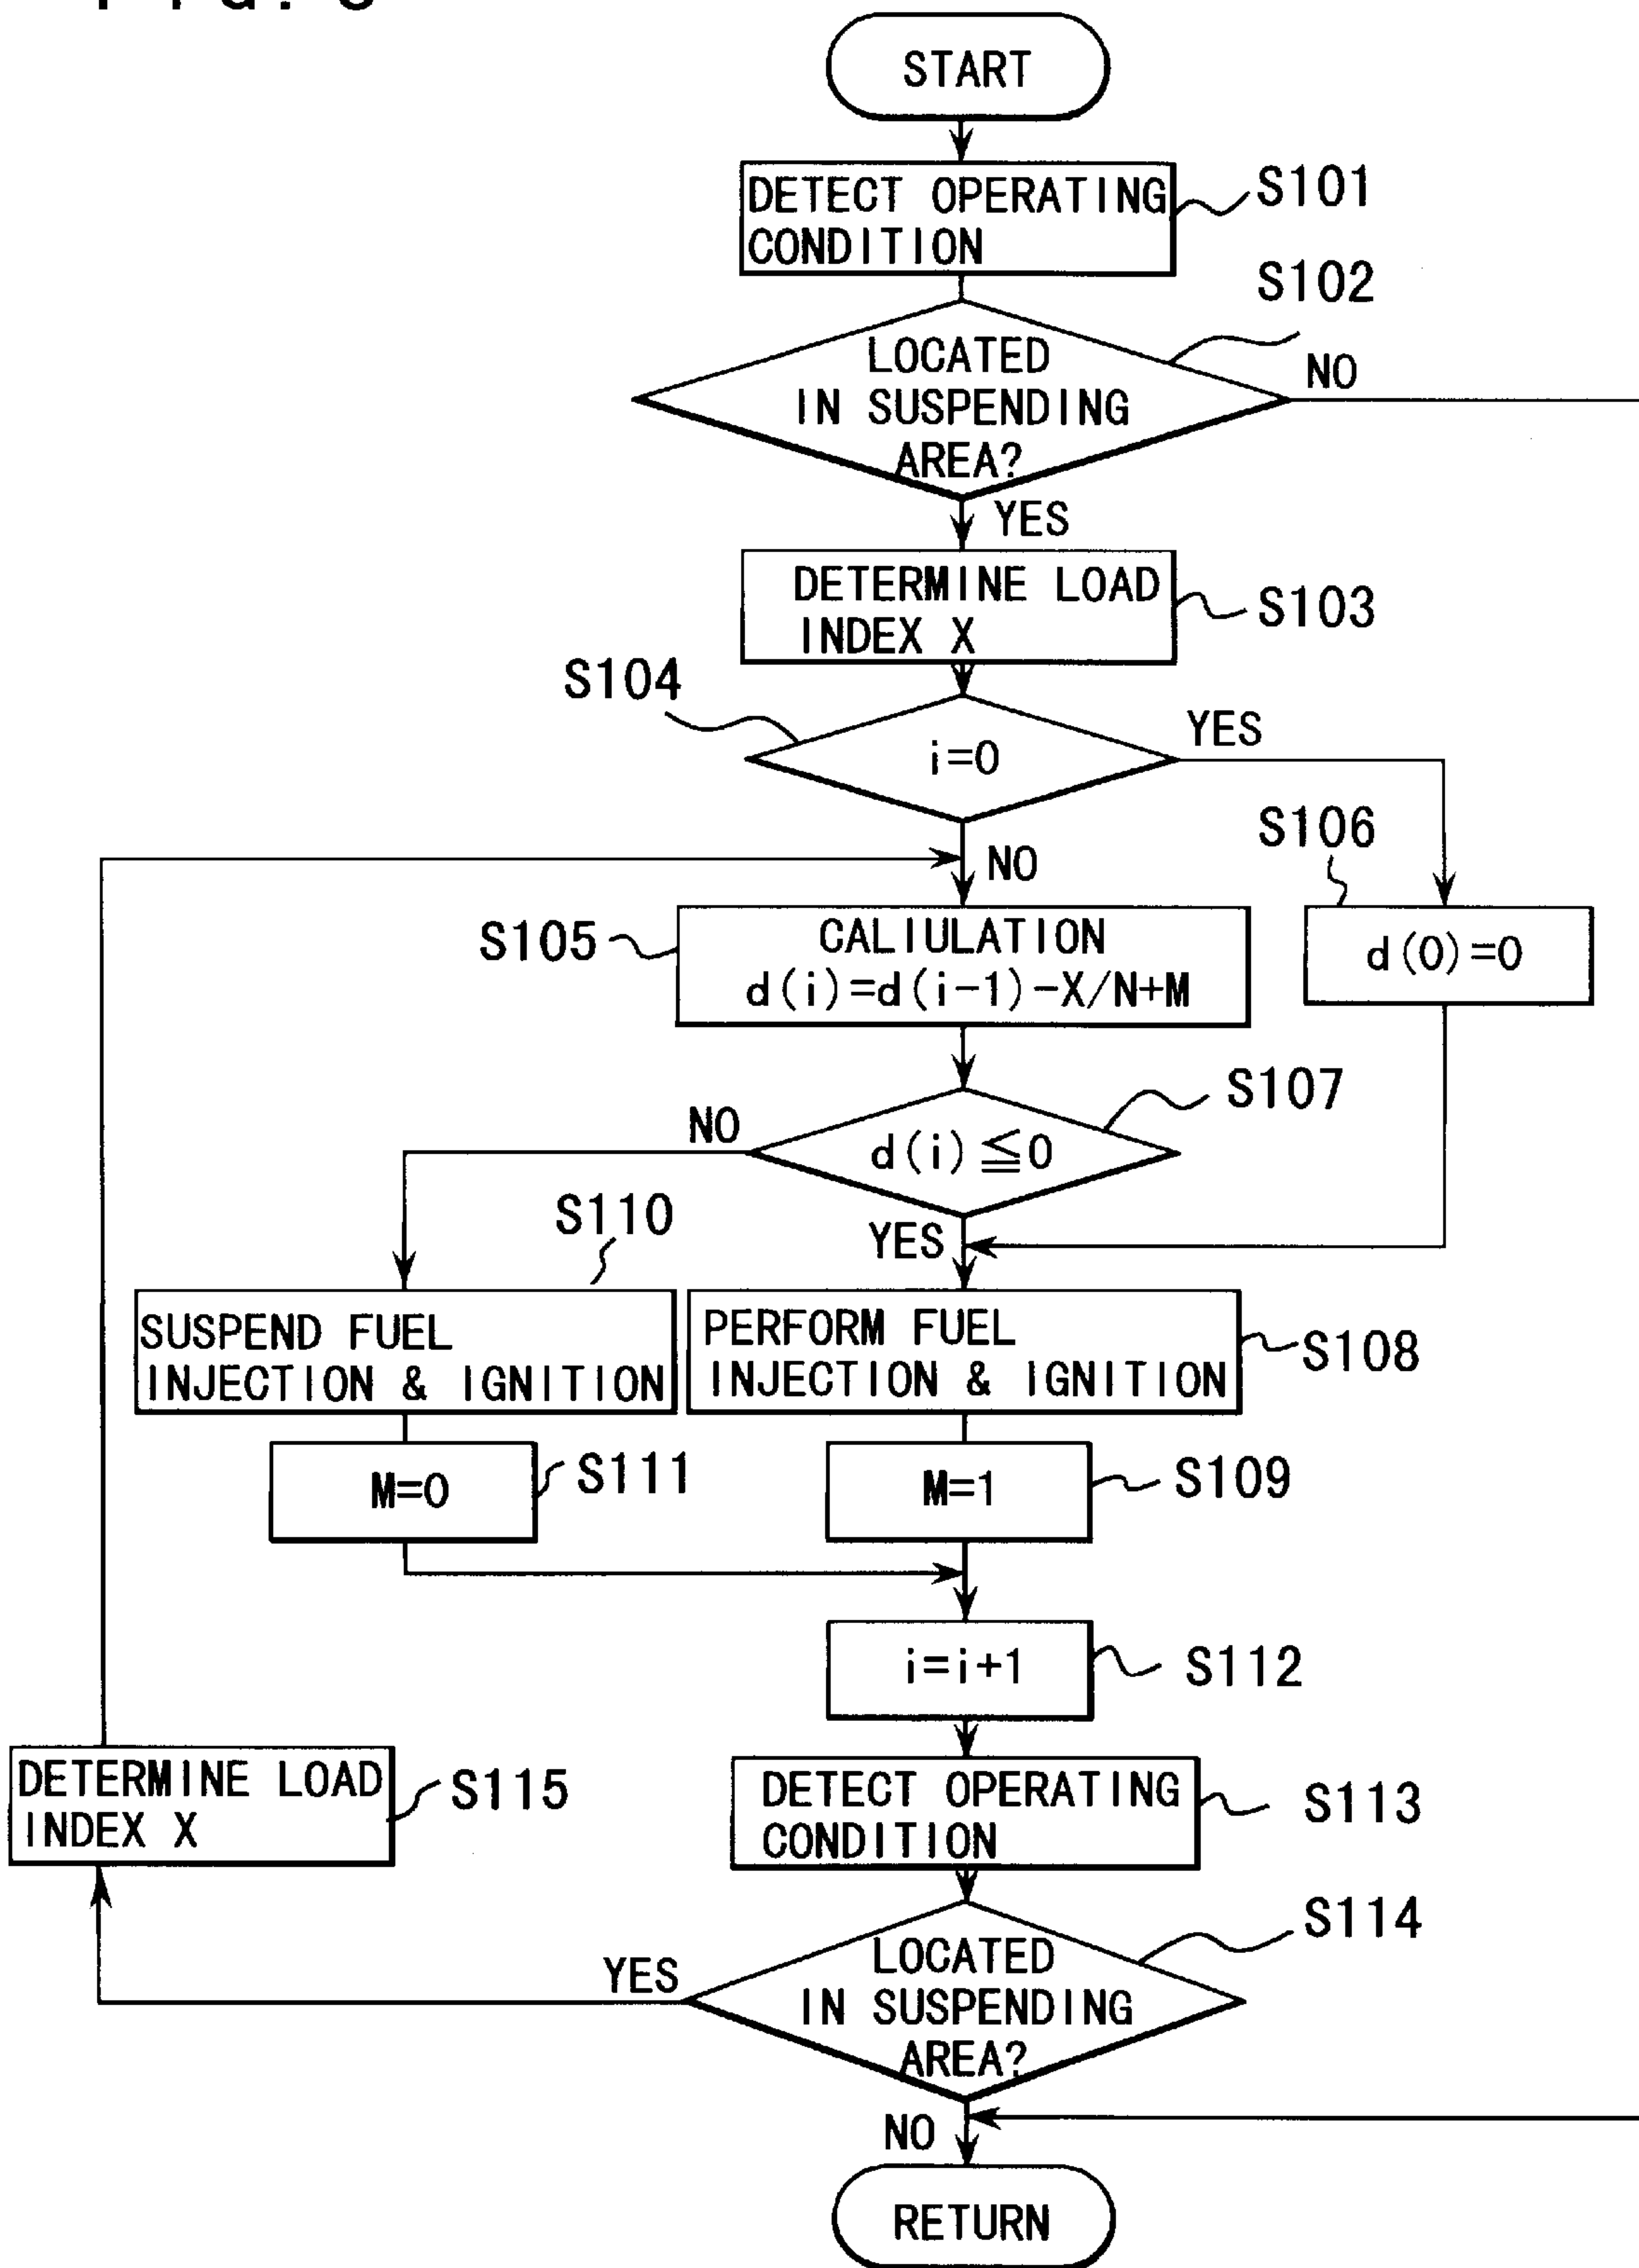 START
DETECT OPERATING
CONDITION
S101
S102
LOCATED
IN SUSPENDING
AREA?
NO
YES
DETERMINE LOAD
INDEX X
S103
S104
i=0
YES
NO
S106
d(0)=0
S105
CALIULATION
d(i)=d(i-1)-X/N+M
S107
d(i)≦0
NO
YES
S110
SUSPEND FUEL
INJECTION & IGNITION
PERFORM FUEL
INJECTION & IGNITION
S108
M=0
S111
M=1
S109
i=i+1
S112
DETERMINE LOAD
INDEX X
S115
DETECT OPERATING
CONDITION
S113
S114
LOCATED
IN SUSPENDING
AREA?
YES
NO
RETURN